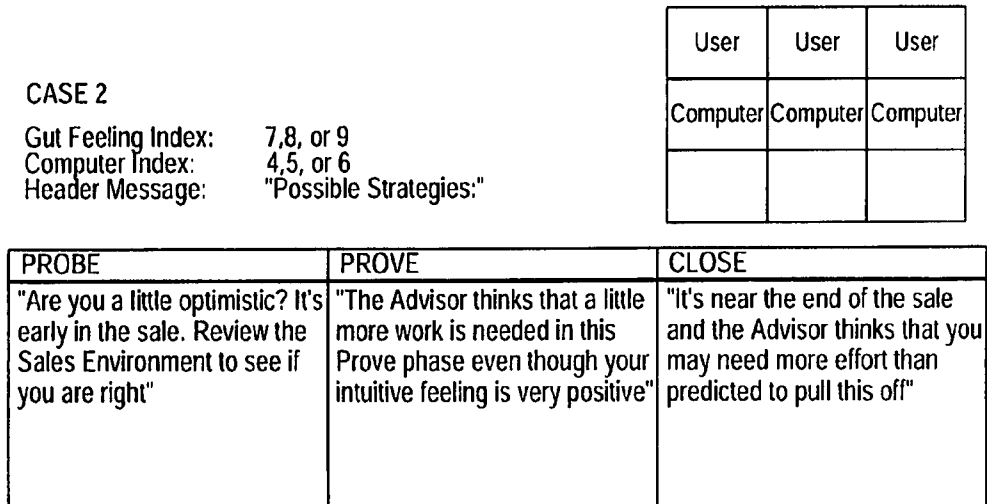 User User User
CASE 2
Computer Computer Computer
Gut Feeling Index: 7,8, or 9
Computer Index: 4,5, or 6
Header Message: "Possible Strategies:"
PROBE PROVE CLOSE
"Are you a little optimistic? It's
early in the sale. Review the
Sales Environment to see if
you are right"
"The Advisor thinks that a little
more work is needed in this
Prove phase even though your
intuitive feeling is very positive"
"It's near the end of the sale
and the Advisor thinks that you
may need more effort than
predicted to pull this off"